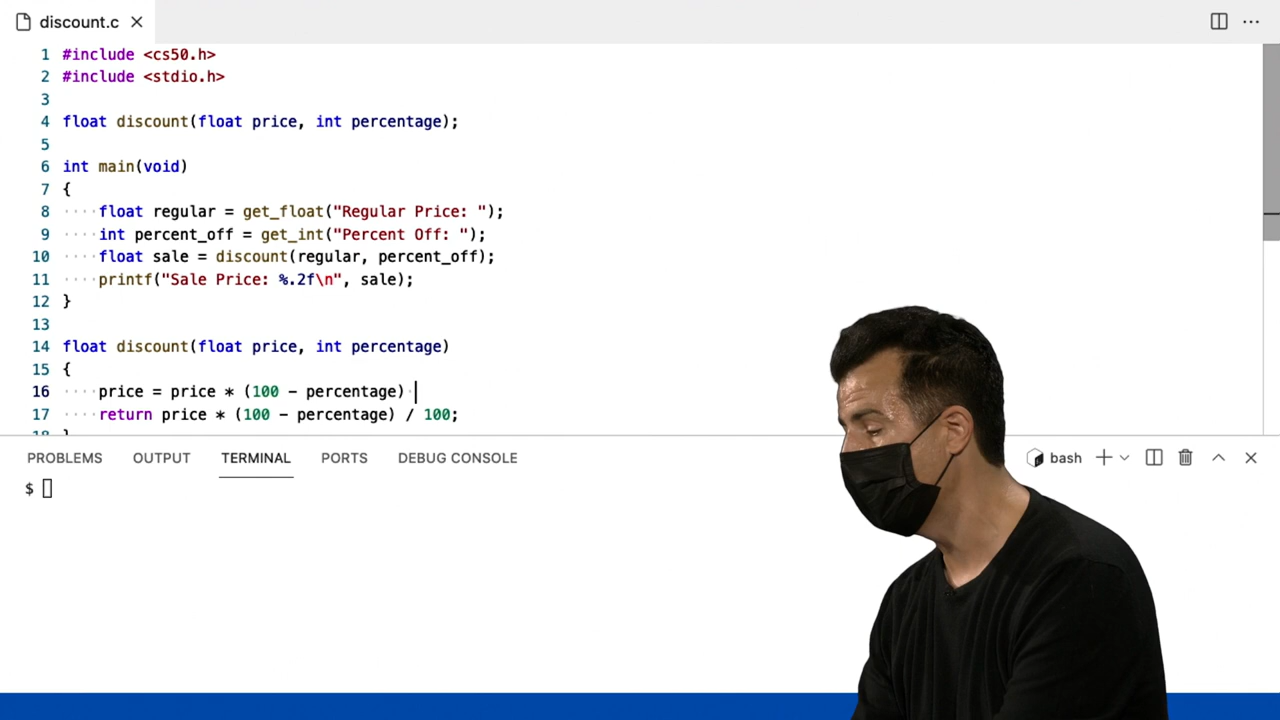 discount.c
1 #include <cs50.h>
2 #include <stdio.h>
3
4 float discount(float price, int percentage);
5
6 int main(void)
7 {
8 ····float regular = get_float("Regular Price: ");
9 ····int percent_off = get_int("Percent Off: ");
10 ····float sale = discount(regular, percent_off);
11 ····printf("Sale Price: %.2f\n", sale);
12 }
13
14 float discount(float price, int percentage)
15 {
16 ····price = price * (100 - percentage)·
17 ····return price * (100 - percentage) / 100;
18 }
PROBLEMS OUTPUT TERMINAL PORTS DEBUG CONSOLE bash
$